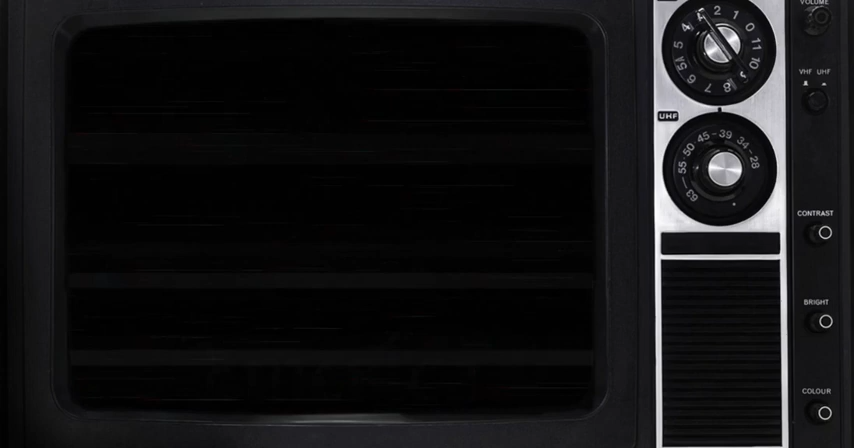 VOLUME
2 1 0 11 10 9 8 7 6 5 4
VHF UHF
UHF
63 55 50 45 39 34 28
CONTRAST
BRIGHT
COLOUR